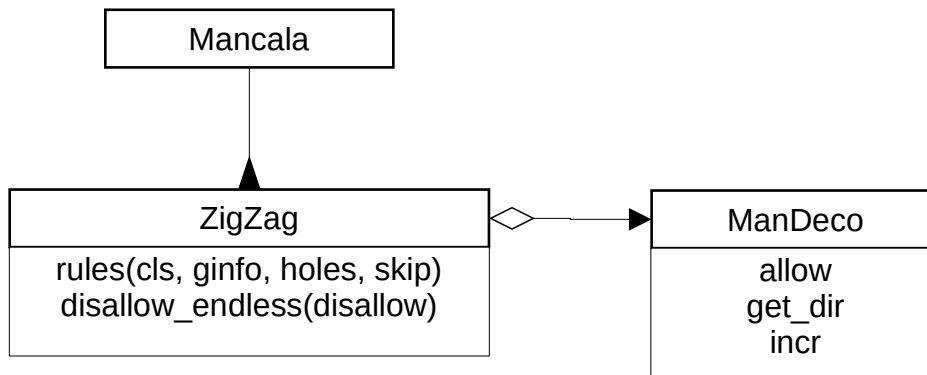 Mancala
ZigZag
rules(cls, ginfo, holes, skip)
disallow_endless(disallow)
ManDeco
allow
get_dir
incr